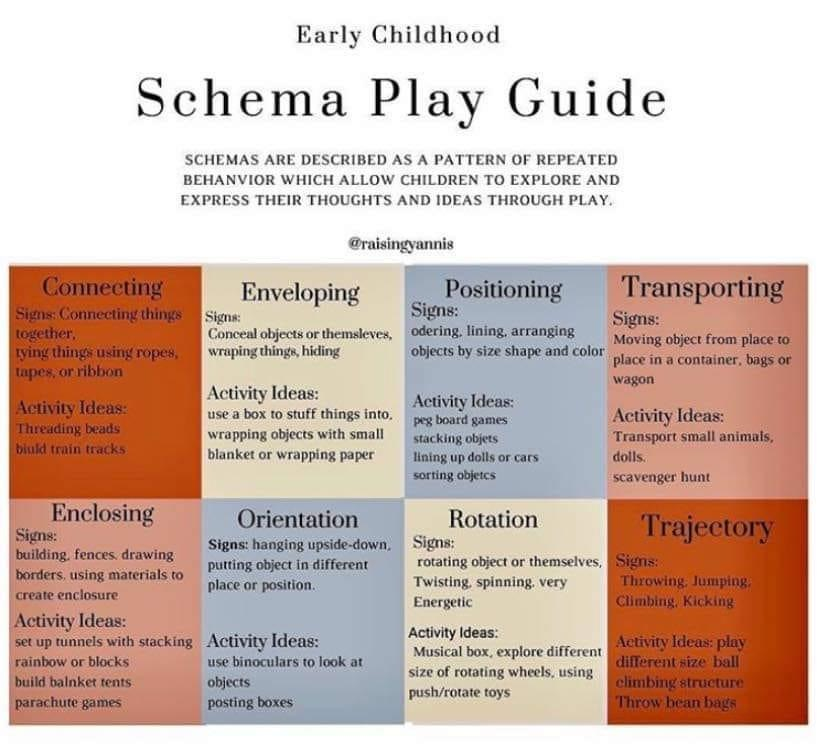 Early Childhood
Schema Play Guide
SCHEMAS ARE DESCRIBED AS A PATTERN OF REPEATED
BEHANVIOR WHICH ALLOW CHILDREN TO EXPLORE AND
EXPRESS THEIR THOUGHTS AND IDEAS THROUGH PLAY.
@raisingyannis
Connecting
Signs: Connecting things
together,
tying things using ropes,
tapes, or ribbon
Activity Ideas:
Threading beads
biuld train tracks
Enveloping
Signs:
Conceal objects or themsleves,
wraping things, hiding
Activity Ideas:
use a box to stuff things into,
wrapping objects with small
blanket or wrapping paper
Positioning
Signs:
odering, lining, arranging
objects by size shape and color
Activity Ideas:
peg board games
stacking objets
lining up dolls or cars
sorting objetcs
Transporting
Signs:
Moving object from place to
place in a container, bags or
wagon
Activity Ideas:
Transport small animals,
dolls.
scavenger hunt
Enclosing
Signs:
building, fences. drawing
borders. using materials to
create enclosure
Activity Ideas:
set up tunnels with stacking
rainbow or blocks
build balnket tents
parachute games
Orientation
Signs: hanging upside-down,
putting object in different
place or position.
Activity Ideas:
use binoculars to look at
objects
posting boxes
Rotation
Signs:
rotating object or themselves,
Twisting, spinning. very
Energetic
Activity Ideas:
Musical box, explore different
size of rotating wheels, using
push/rotate toys
Trajectory
Signs:
Throwing, Jumping,
Climbing, Kicking
Activity Ideas: play
different size ball
climbing structure
Throw bean bags